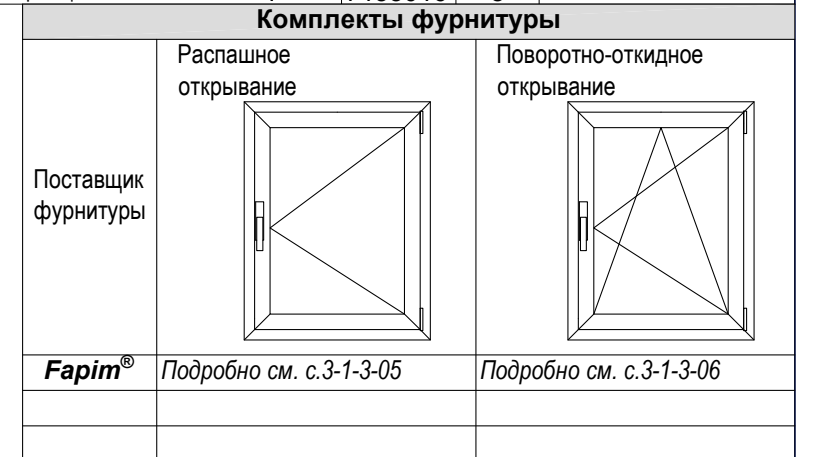 Комплекты фурнитуры
Распашное
открывание
Поворотно-откидное
открывание
Поставщик
фурнитуры
Fapim®
Подробно см. с.3-1-3-05
Подробно см. с.3-1-3-06